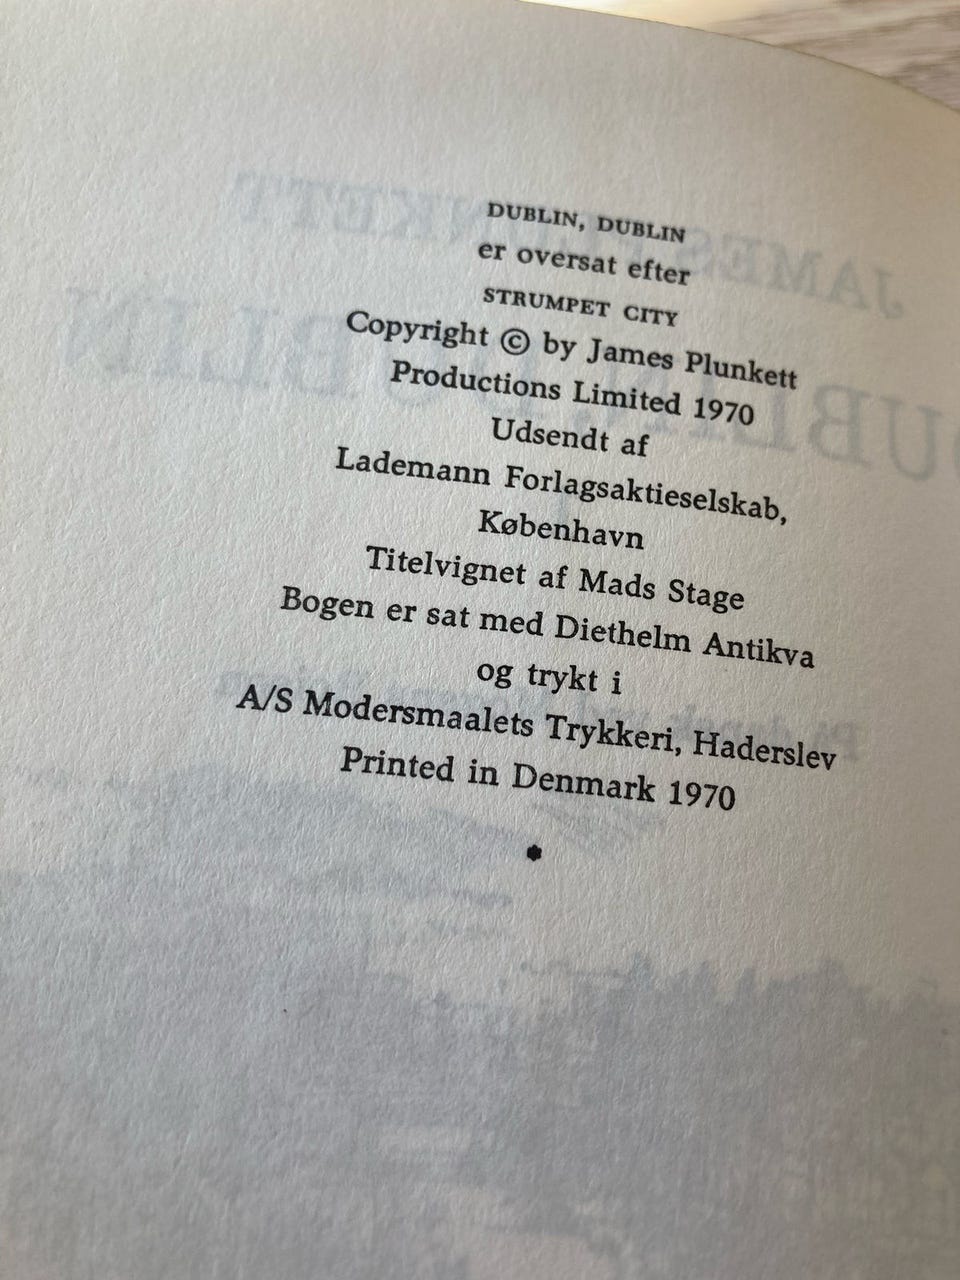 DUBLIN, DUBLIN
er oversat efter
STRUMPET CITY
Copyright © by James Plunkett
Productions Limited 1970
Udsendt af
Lademann Forlagsaktieselskab,
København
Titelvignet af Mads Stage
Bogen er sat med Diethelm Antikva
og trykt i
A/S Modersmaalets Trykkeri, Haderslev
Printed in Denmark 1970